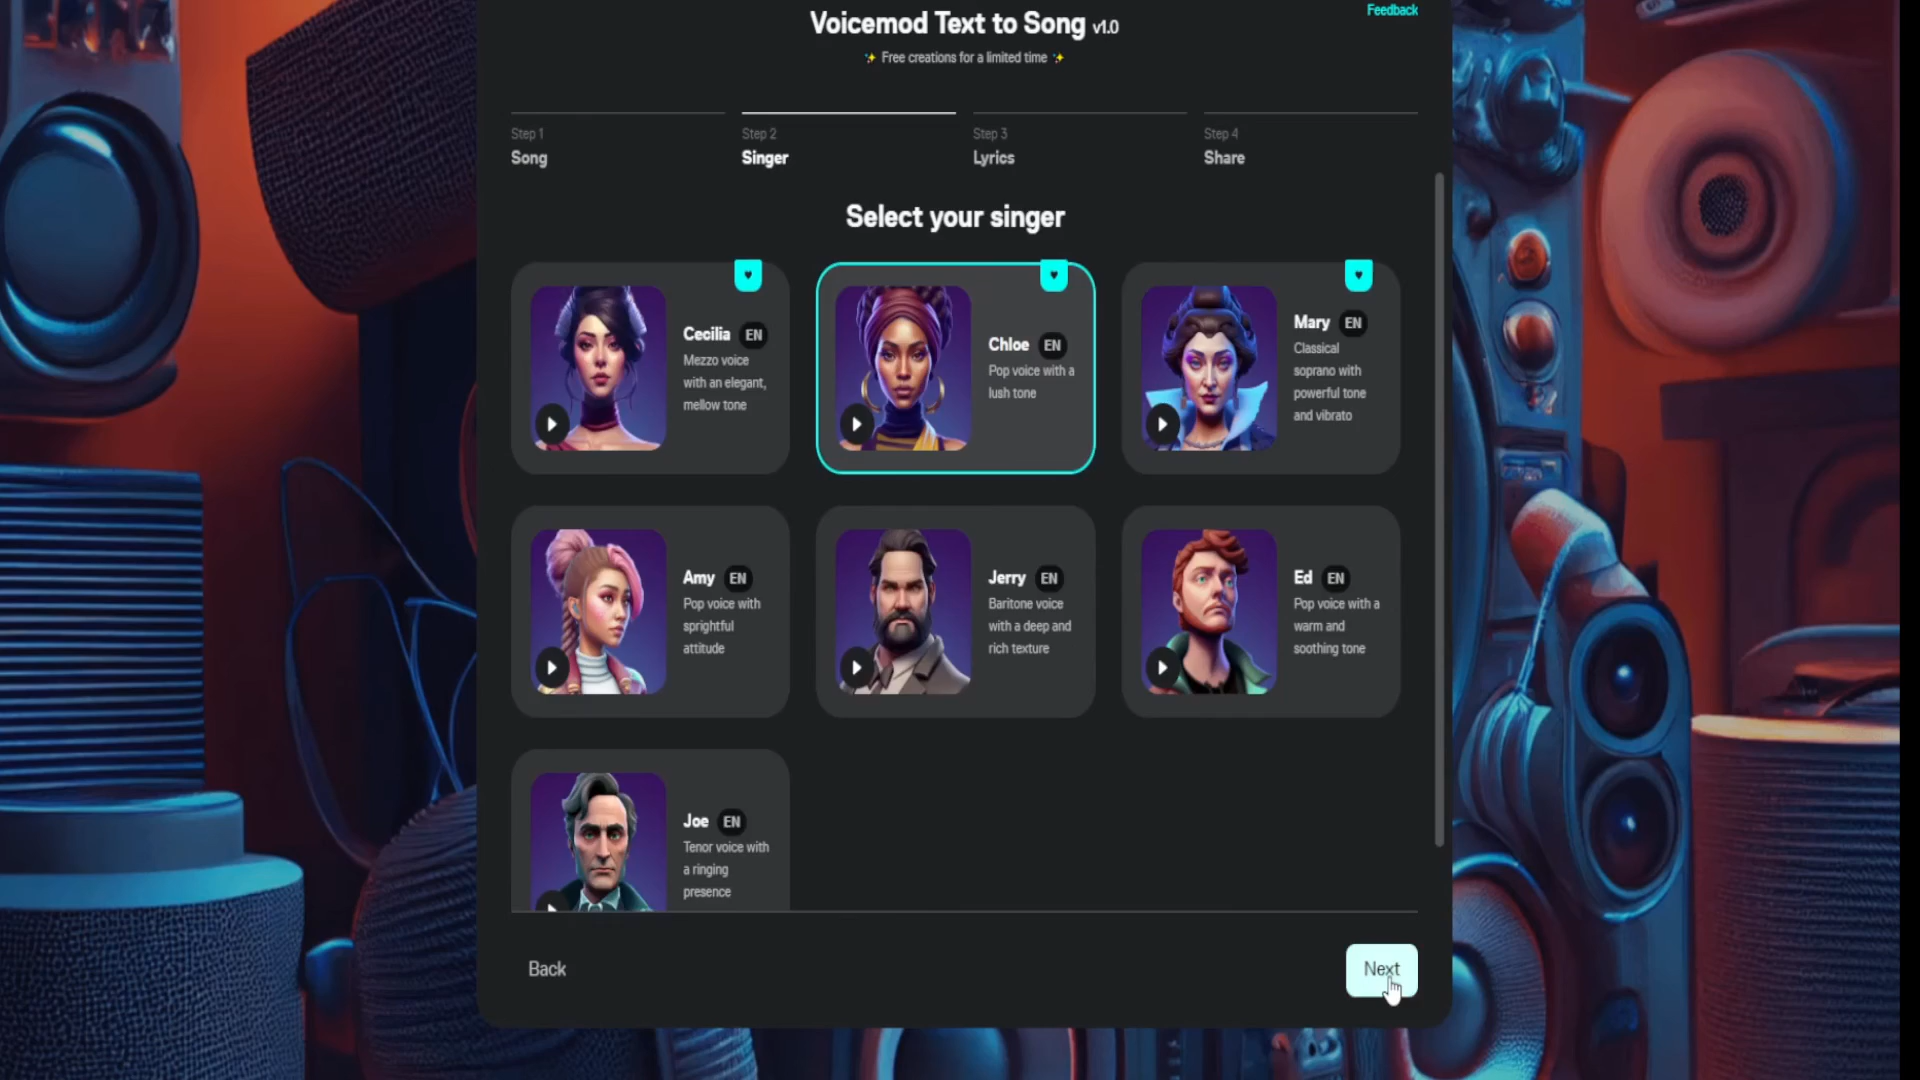 Feedback
Voicemod Text to Song v1.0
✨ Free creations for a limited time ✨
Step 1
Song
Step 2
Singer
Step 3
Lyrics
Step 4
Share
Select your singer
Cecilia EN
Mezzo voice
with an elegant,
mellow tone
Chloe EN
Pop voice with a
lush tone
Mary EN
Classical
soprano with
powerful tone
and vibrato
Amy EN
Pop voice with
sprightful
attitude
Jerry EN
Baritone voice
with a deep and
rich texture
Ed EN
Pop voice with a
warm and
soothing tone
Joe EN
Tenor voice with
a ringing
presence
Back
Next